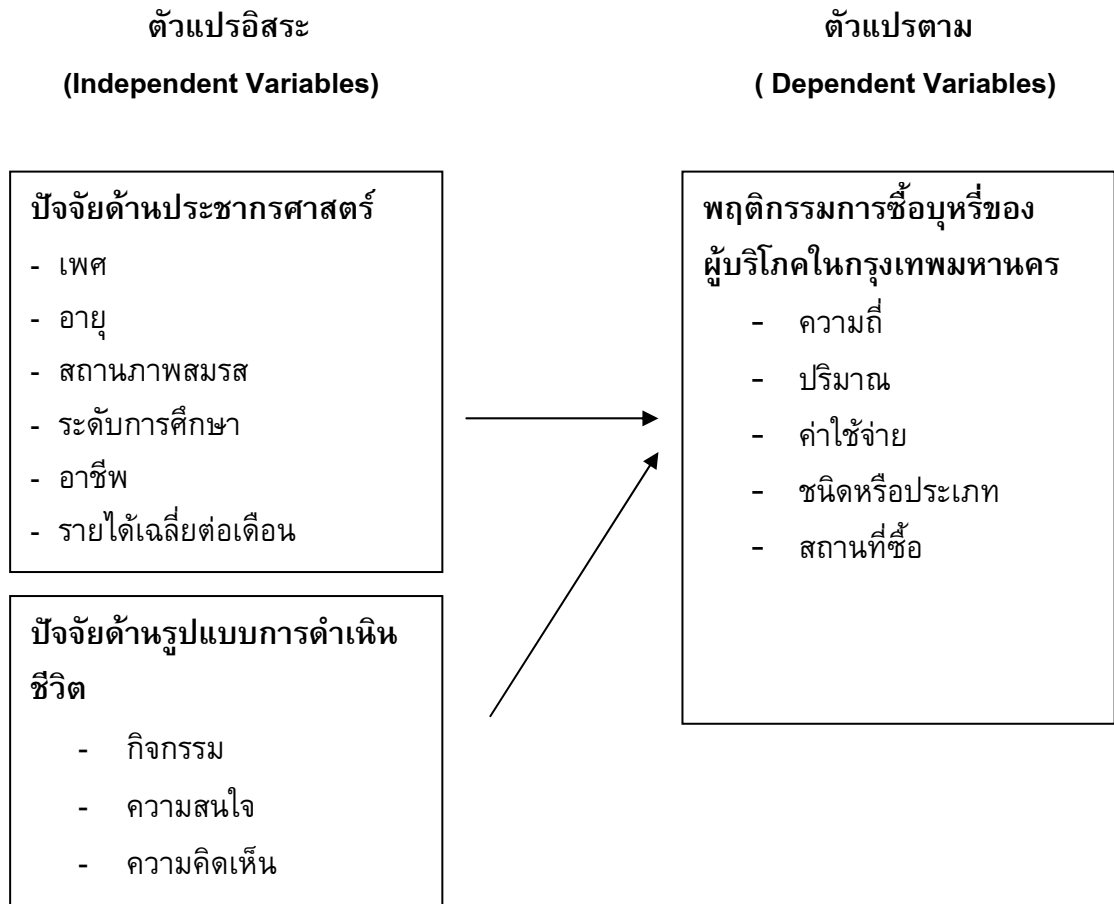 ตัวแปรอิสระ
(Independent Variables)
ตัวแปรตาม
( Dependent Variables)
ปัจจัยด้านประชากรศาสตร์
- เพศ
- อายุ
- สถานภาพสมรส
- ระดับการศึกษา
- อาชีพ
- รายได้เฉลี่ยต่อเดือน
ปัจจัยด้านรูปแบบการดำเนิน
ชีวิต
- กิจกรรม
- ความสนใจ
- ความคิดเห็น
พฤติกรรมการซื้อบุหรี่ของ
ผู้บริโภคในกรุงเทพมหานคร
- ความถี่
- ปริมาณ
- ค่าใช้จ่าย
- ชนิดหรือประเภท
- สถานที่ซื้อ